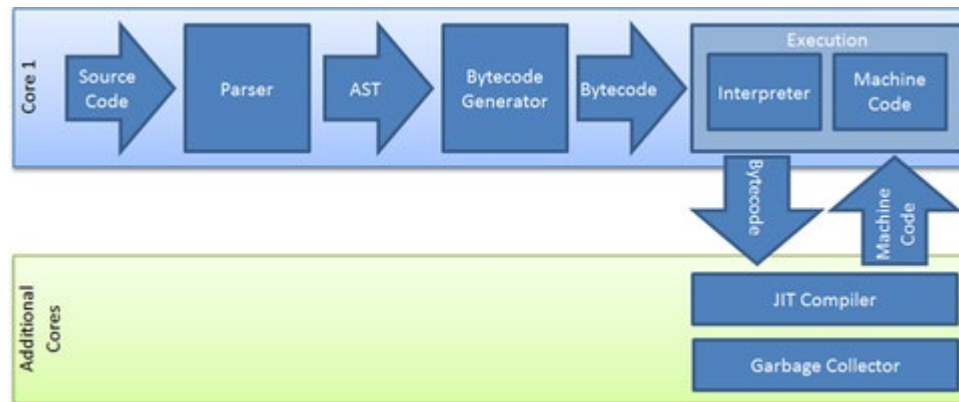 Core 1
Source
Code
Parser
AST
Bytecode
Generator
Bytecode
Execution
Interpreter
Machine
Code
Bytecode
Machine
Code
Additional
Cores
JIT Compiler
Garbage Collector